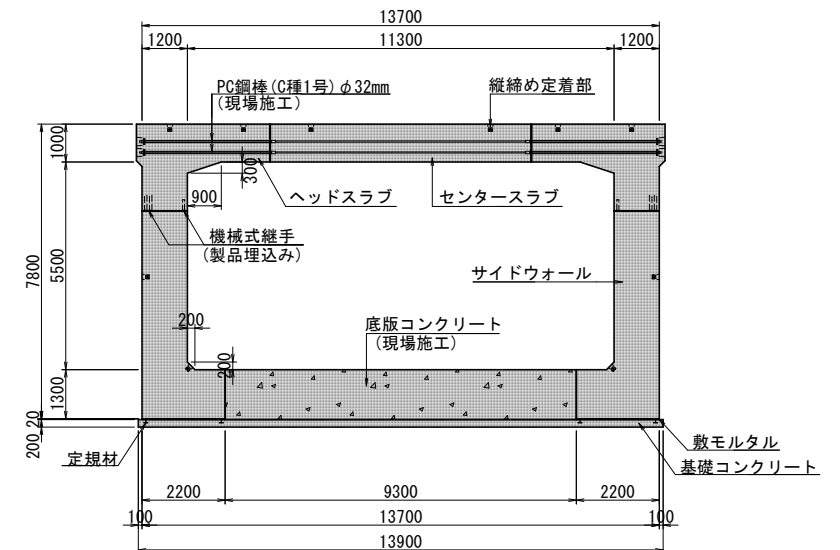 13700
1200
11300
1200
PC鋼棒(C種1号)φ32mm
(現場施工)
縦締め定着部
1000
300
900
ヘッドスラブ
センタースラブ
機械式継手
(製品埋込み)
7800
5500
サイドウォール
200
底版コンクリート
(現場施工)
200
1300
20
200
定規材
敷モルタル
基礎コンクリート
2200
9300
2200
100
13700
100
13900